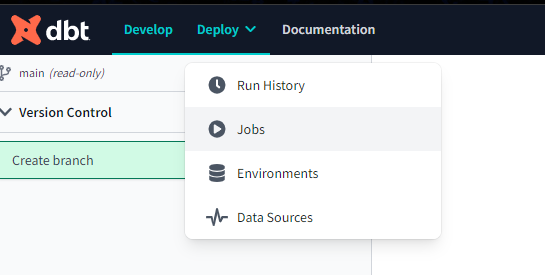 dbt Develop Deploy Documentation
main (read-only)
Version Control
Create branch
Run History
Jobs
Environments
Data Sources